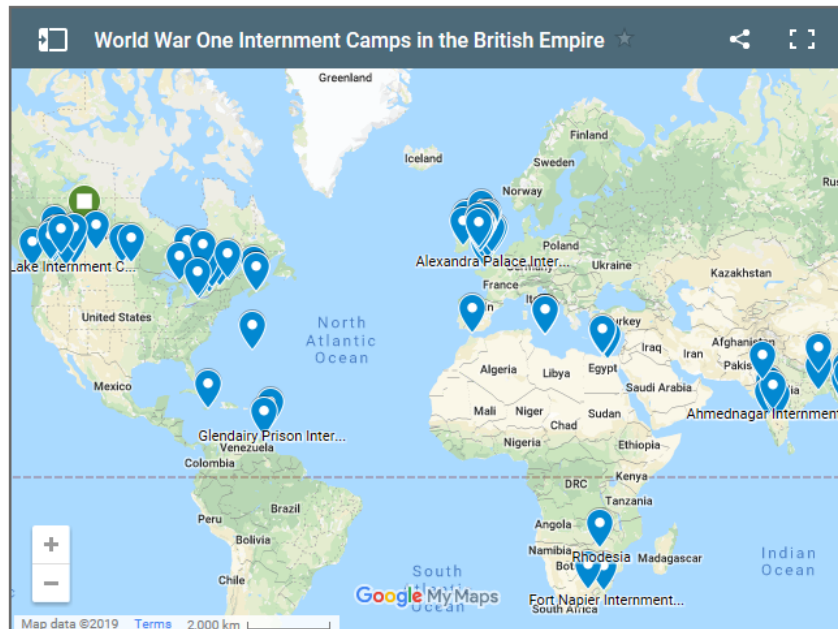 World War One Internment Camps in the British Empire
Greenland
Iceland
Finland
Sweden
Norway
Lake Internment C...
Alexandra Palace Inter...
Poland
Ukraine
Kazakhstan
France
United States
North
Atlantic
Ocean
Mexico
Algeria
Libya
Egypt
Iraq
Iran
Afghanistan
Saudi Arabia
Mali
Niger
Chad
Sudan
Ahmednagar Internment
Glendairy Prison Inter...
Venezuela
Colombia
Nigeria
Ethiopia
Kenya
DRC
Tanzania
Peru
Brazil
Bolivia
Angola
Namibia
Rhodesia
Madagascar
Indian
Ocean
Chile
South
Ocean
Google My Maps
Fort Napier Internment...
South Africa
Map data ©2019 Terms 2,000 km